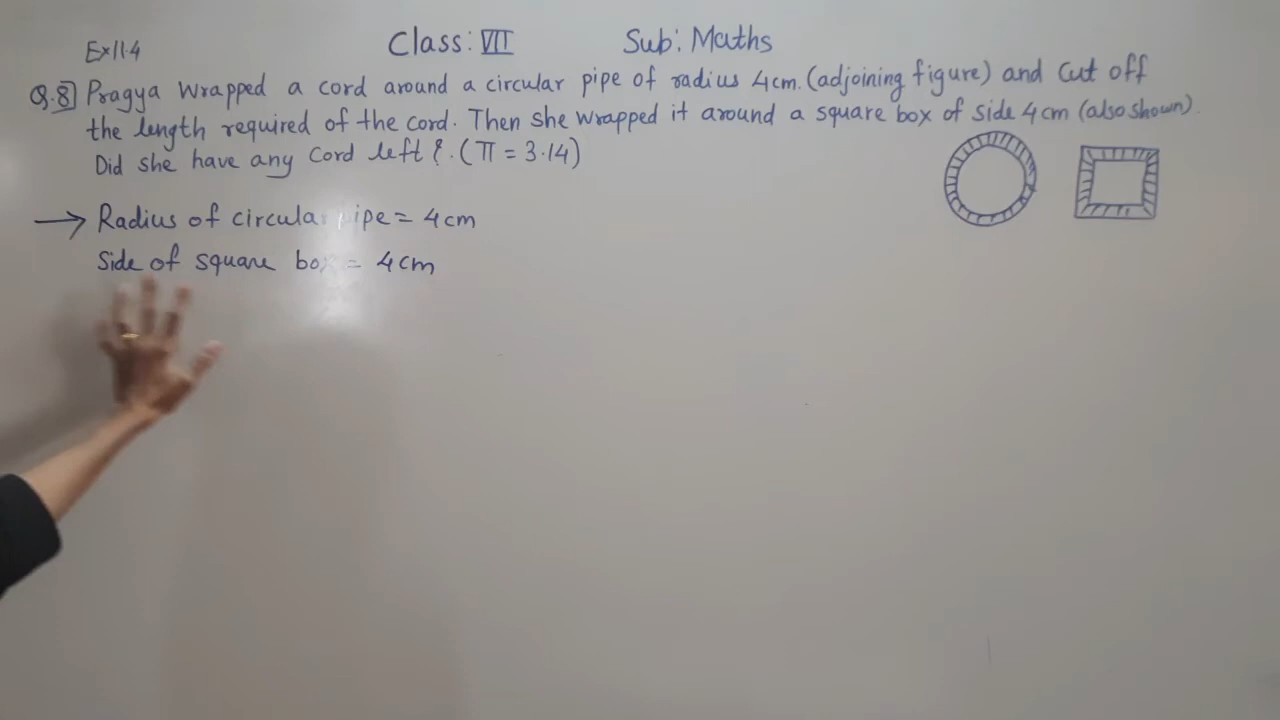 Ex 11.4
Class: VII
Sub: Maths
Q.8] Pragya wrapped a cord around a circular pipe of radius 4cm. (adjoining figure) and cut off
the length required of the cord. Then she wrapped it around a square box of side 4cm (also shown).
Did she have any cord left?. (π = 3.14)
→ Radius of circular pipe = 4cm
Side of square box = 4cm